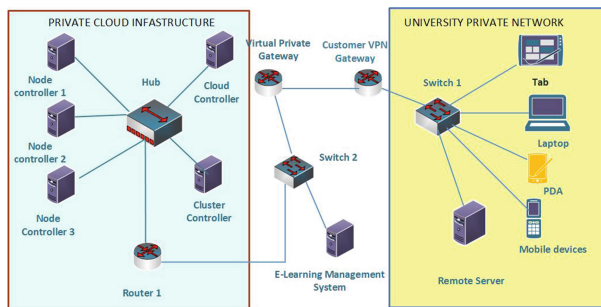 PRIVATE CLOUD INFASTRUCTURE
UNIVERSITY PRIVATE NETWORK
Node
controller 1
Hub
Cloud
Controller
Virtual Private
Gateway
Customer VPN
Gateway
Switch 1
Tab
Node
controller 2
Laptop
Switch 2
PDA
Node
Controller 3
Cluster
Controller
Mobile devices
Router 1
E-Learning Management
System
Remote Server